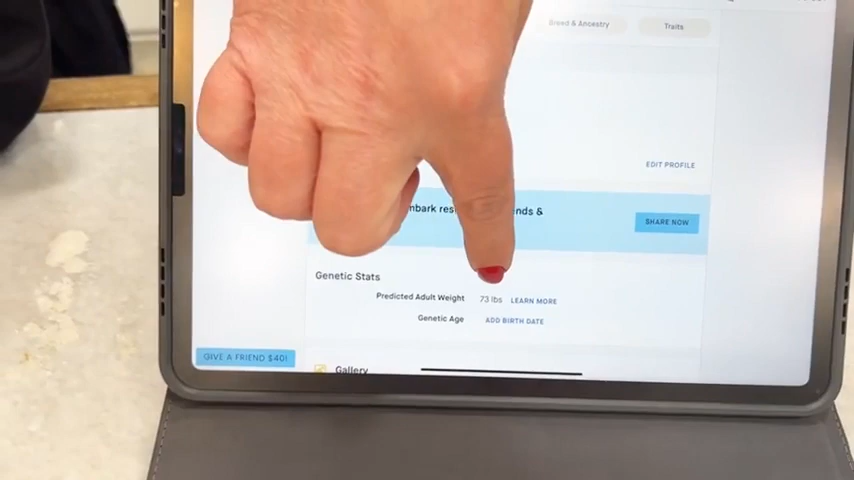 Breed & Ancestry
Traits
EDIT PROFILE
nds &
SHARE NOW
Genetic Stats
Predicted Adult Weight 73 lbs LEARN MORE
Genetic Age ADD BIRTH DATE
GIVE A FRIEND $40!
Gallery